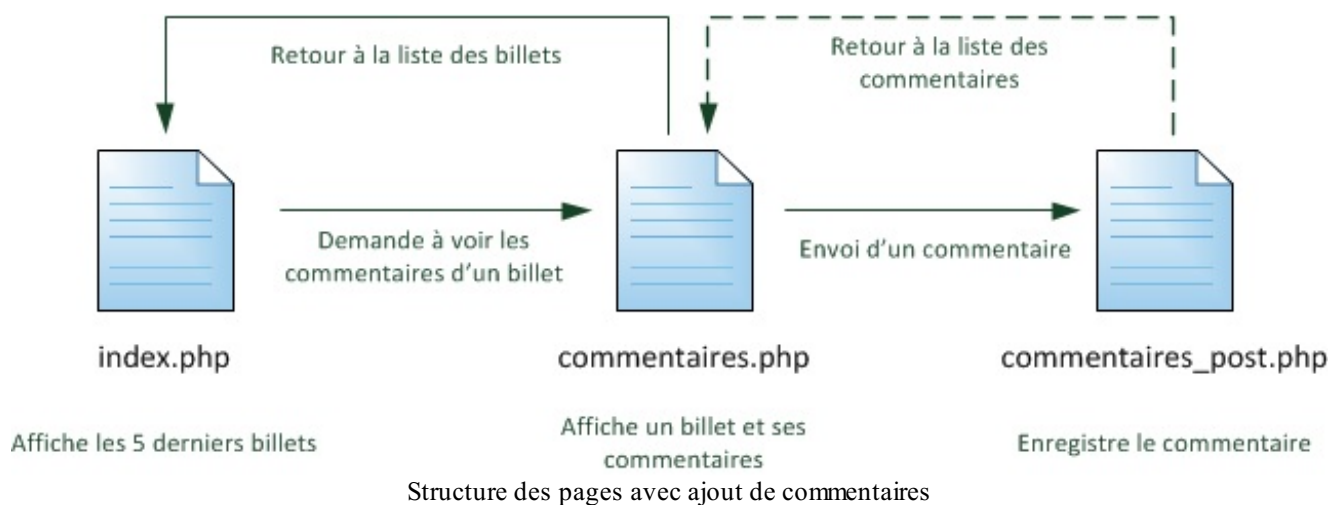 Retour à la liste des billets
Retour à la liste des
commentaires
Demande à voir les
commentaires d'un billet
Envoi d'un commentaire
index.php
commentaires.php
commentaires_post.php
Affiche les 5 derniers billets
Affiche un billet et ses
commentaires
Enregistre le commentaire
Structure des pages avec ajout de commentaires